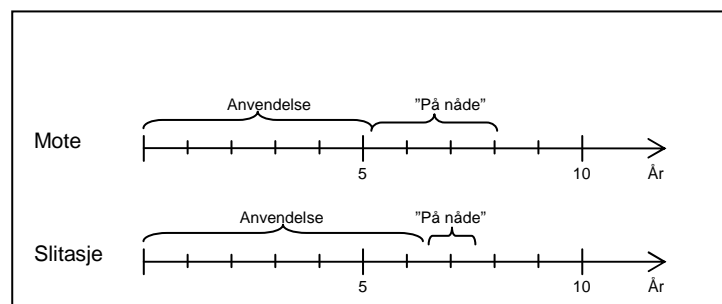 Anvendelse ”På nåde”
Mote
5 10 År
Anvendelse ”På nåde”
Slitasje
5 10 År